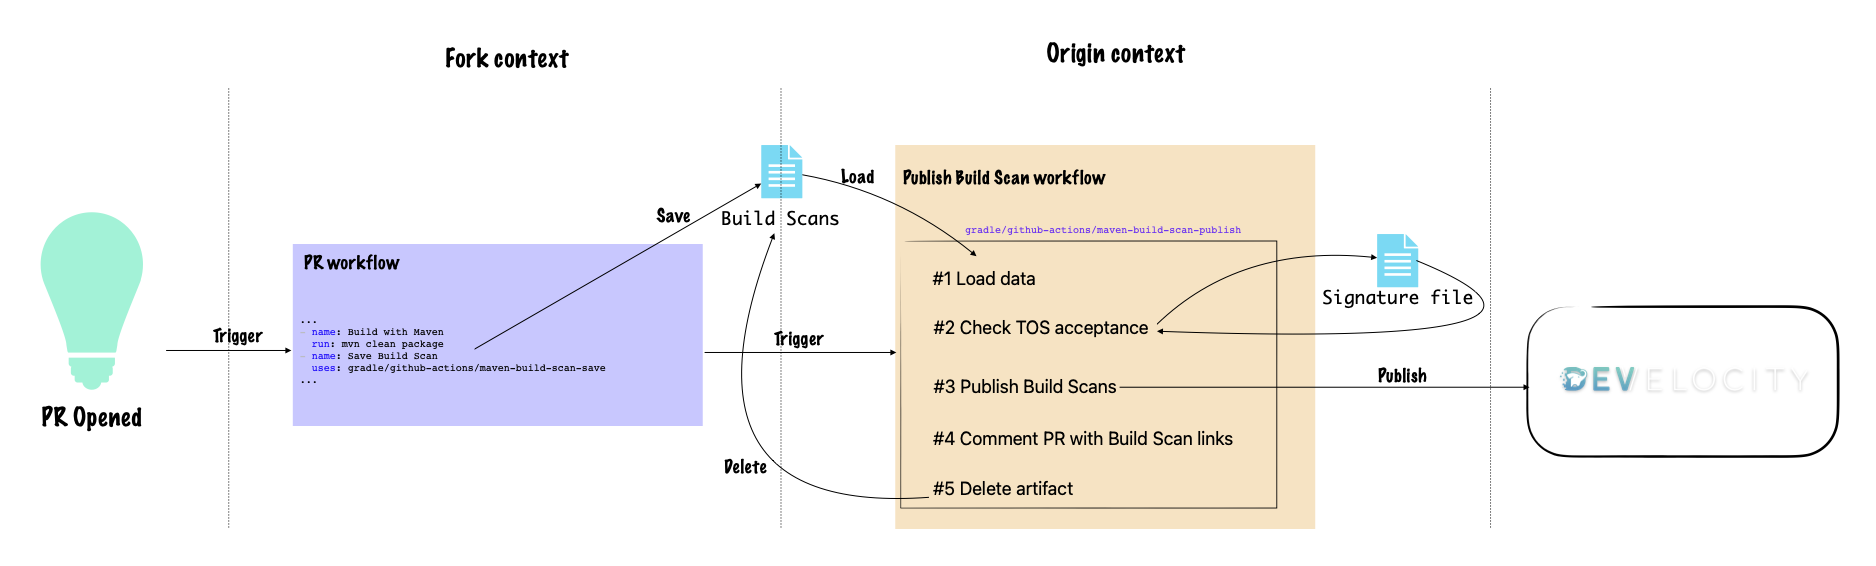 Fork context
Origin context
PR Opened
Trigger
PR workflow
...
- name: Build with Maven
run: mvn clean package
- name: Save Build Scan
uses: gradle/github-actions/maven-build-scan-save
...
Save
Build Scans
Load
Delete
Trigger
Publish Build Scan workflow
gradle/github-actions/maven-build-scan-publish
#1 Load data
#2 Check TOS acceptance
#3 Publish Build Scans
#4 Comment PR with Build Scan links
#5 Delete artifact
Signature file
Publish
DEVELOCITY